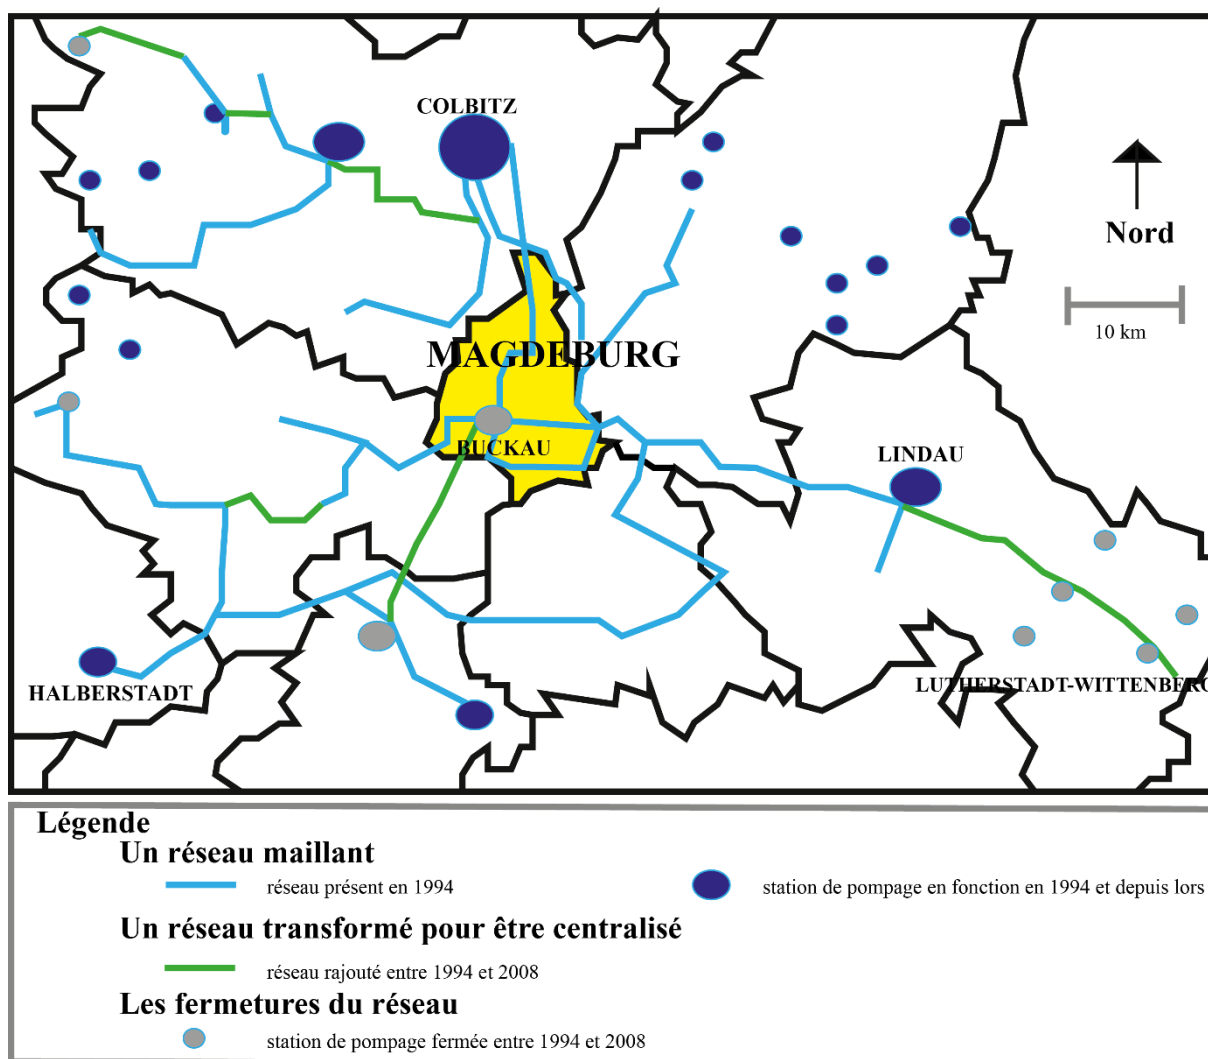 COLBITZ
Nord
10 km
MAGDEBURG
BUCKAU
LINDAU
HALBERSTADT
LUTHERSTADT-WITTENBERG
Légende
Un réseau maillant
réseau présent en 1994
station de pompage en fonction en 1994 et depuis lors
Un réseau transformé pour être centralisé
réseau rajouté entre 1994 et 2008
Les fermetures du réseau
station de pompage fermée entre 1994 et 2008